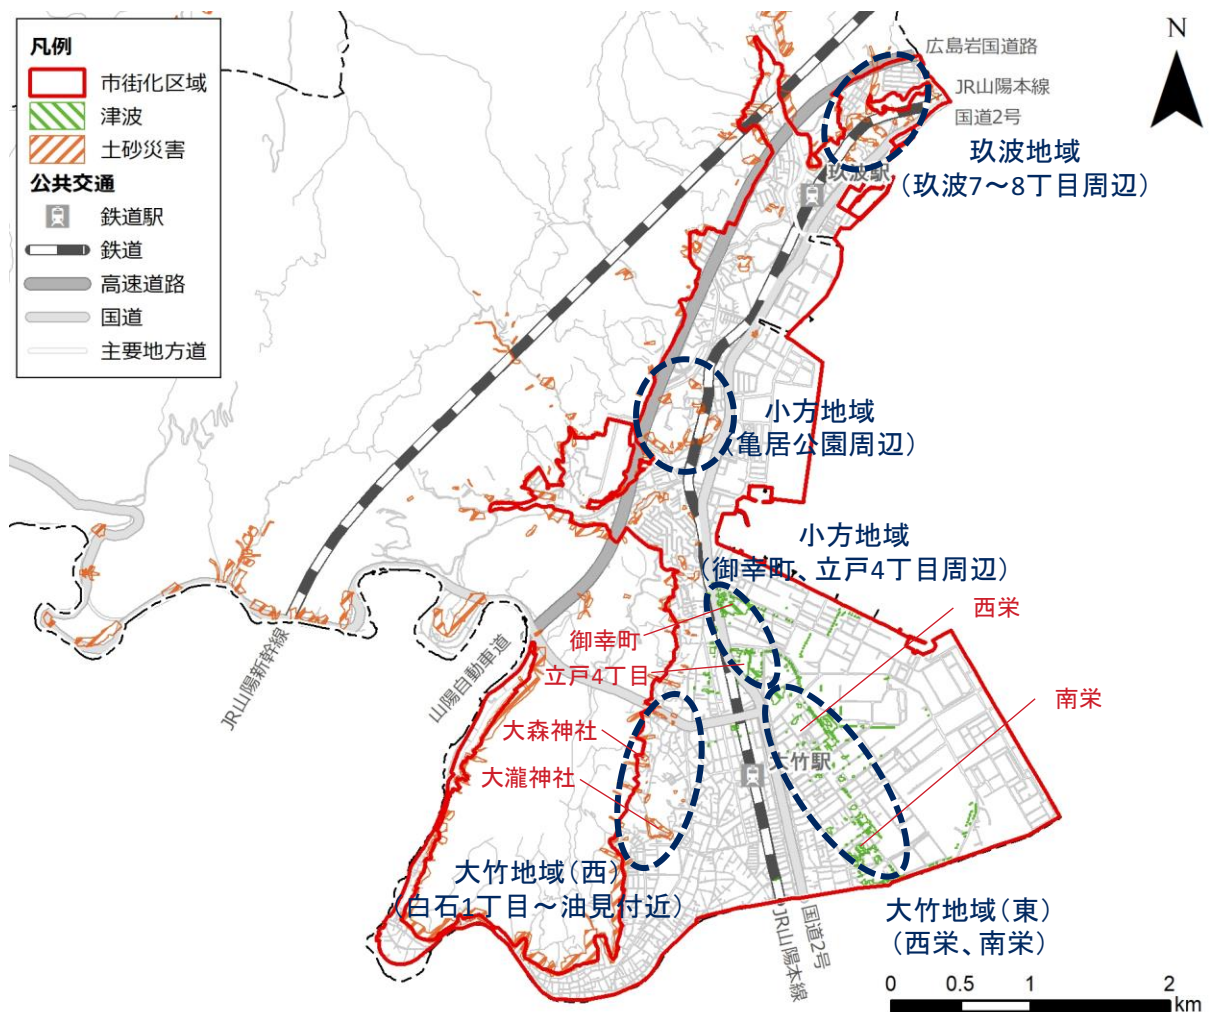 凡例
市街化区域
津波
土砂災害
公共交通
鉄道駅
鉄道
高速道路
国道
主要地方道
N
広島岩国道路
JR山陽本線
国道2号
玖波地域
（玖波7～8丁目周辺）
玖波駅
小方地域
（亀居公園周辺）
小方地域
（御幸町、立戸4丁目周辺）
西栄
御幸町
立戸4丁目
南栄
JR山陽新幹線
山陽自動車道
大森神社
大瀧神社
大竹駅
大竹地域（西）
（白石1丁目～油見付近）
大竹地域（東）
（西栄、南栄）
JR山陽本線
国道2号
0 0.5 1 2
km